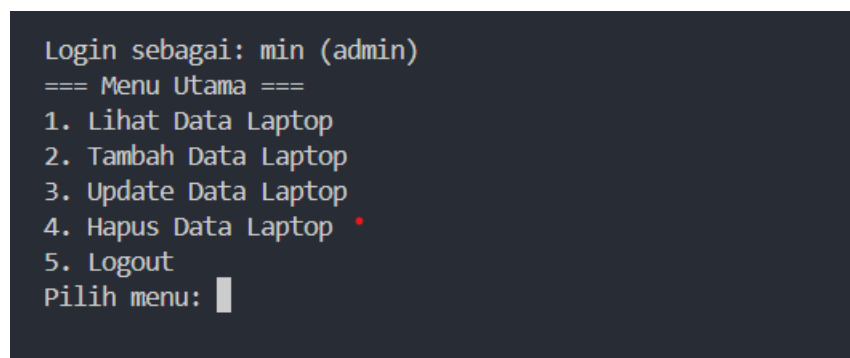 Login sebagai: min (admin)
=== Menu Utama ===
1. Lihat Data Laptop
2. Tambah Data Laptop
3. Update Data Laptop
4. Hapus Data Laptop
5. Logout
Pilih menu: